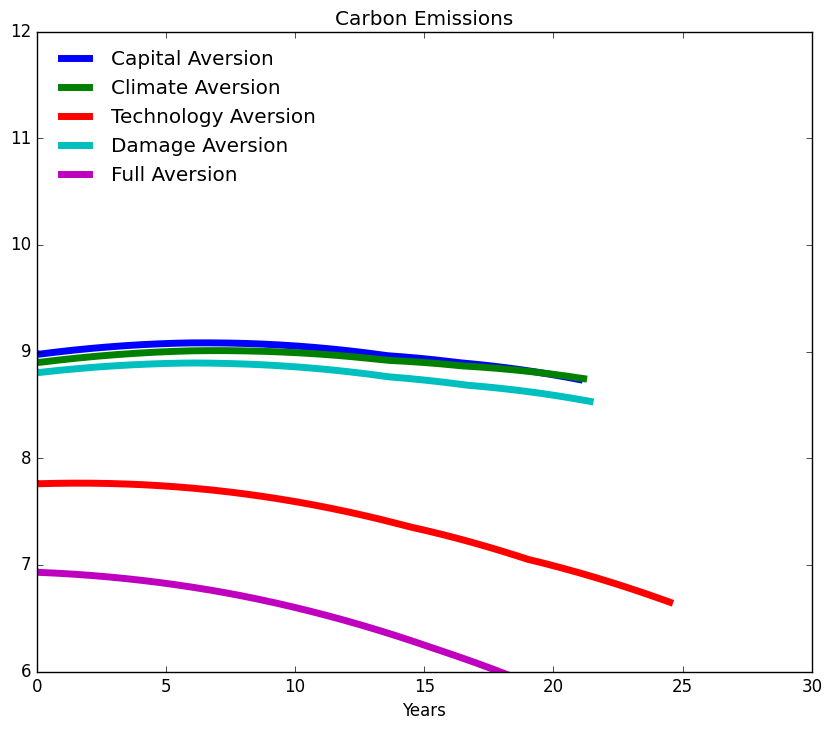 Carbon Emissions
12
11
10
9
8
7
6
Capital Aversion
Climate Aversion
Technology Aversion
Damage Aversion
Full Aversion
0 5 10 15 20 25 30
Years